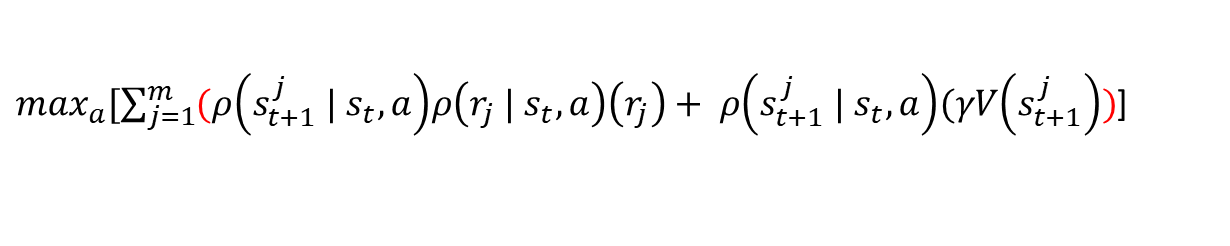 max_a[∑_{j=1}^{m}(ρ(s_{t+1}^{j} | s_t, a)ρ(r_j | s_t, a)(r_j) + ρ(s_{t+1}^{j} | s_t, a)(γV(s_{t+1}^{j}))]